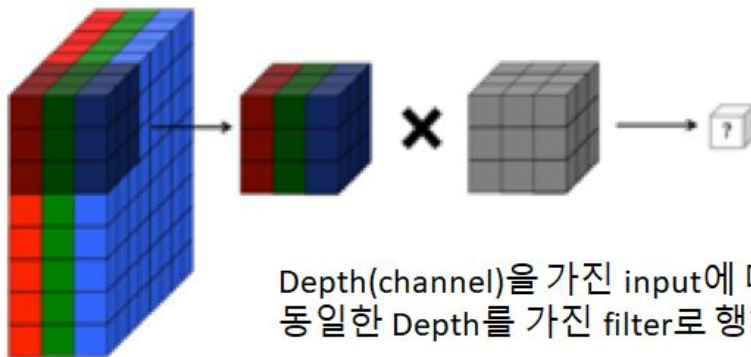 ?
Depth(channel)을 가진 input에
동일한 Depth를 가진 filter로